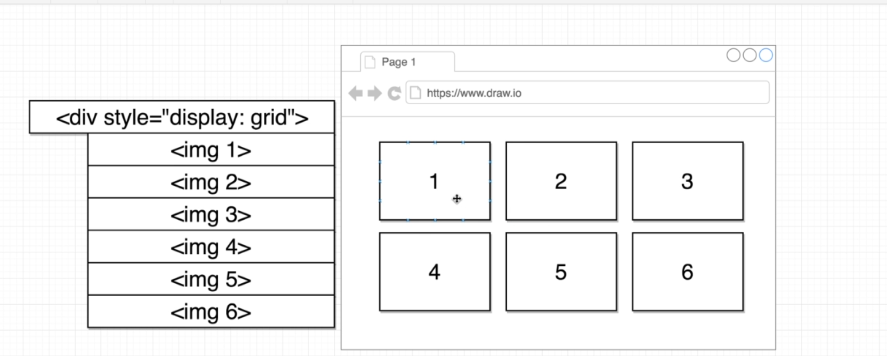 <div style="display: grid">
<img 1>
<img 2>
<img 3>
<img 4>
<img 5>
<img 6>
Page 1
https://www.draw.io
1 2 3
4 5 6